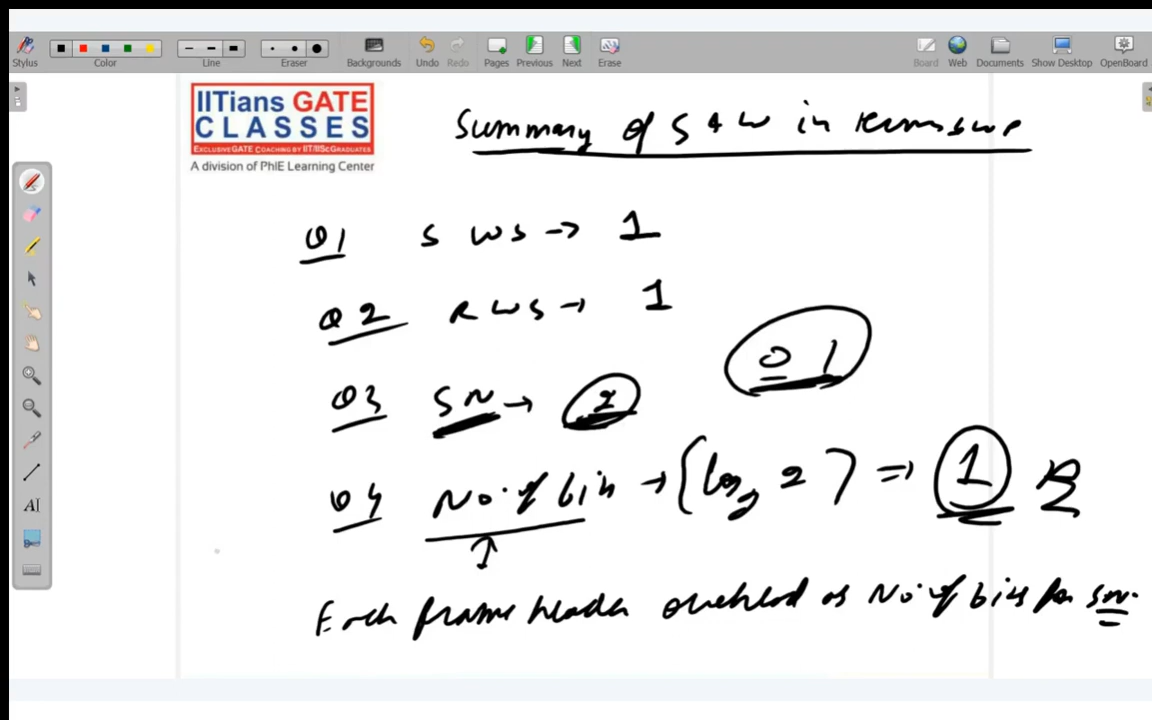 Stylus
Color
Line
Eraser
Backgrounds
Undo
Redo
Pages
Previous
Next
Erase
Board
Web
Documents
Show Desktop
OpenBoard
IITians GATE
CLASSES
EXCLUSIVE GATE COACHING BY IIT/IISc GRADUATES
A division of PhIE Learning Center
Summary of S & W in terms SWP
Q1 SWS → 1
Q2 RWS → 1
0 1
Q3 SN → 2
Q4 No. of bits → ⌈log₂ 2⌉ ⇒ 1
Each frame header overhead as No. of bits for SN.
AI